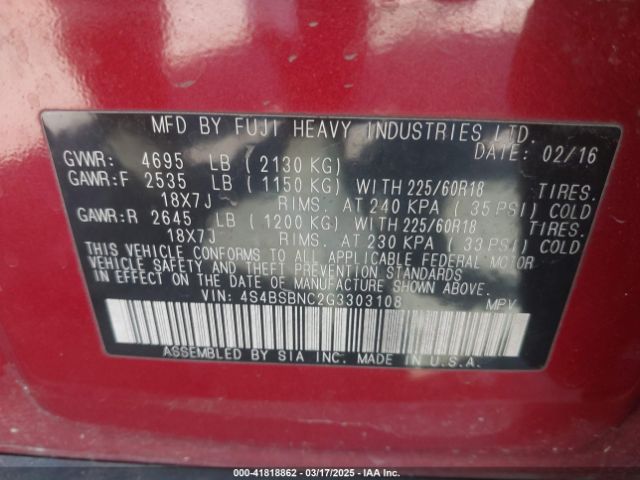 MFD BY FUJI HEAVY INDUSTRIES LTD.
DATE: 02/16
GVWR: 4695 LB (2130 KG)
GAWR:F 2535 LB (1150 KG) WITH 225/60R18 TIRES.
18X7J RIMS. AT 240 KPA (35 PSI) COLD
GAWR:R 2645 LB (1200 KG) WITH 225/60R18 TIRES.
18X7J RIMS. AT 230 KPA (33 PSI) COLD
THIS VEHICLE CONFORMS TO ALL APPLICABLE FEDERAL MOTOR
VEHICLE SAFETY AND THEFT PREVENTION STANDARDS
IN EFFECT ON THE DATE OF MANUFACTURE SHOWN ABOVE.
VIN: 4S4BSBNC2G3303108 MPV
ASSEMBLED BY SIA INC. MADE IN U.S.A.
WWW.IAAI.COM - 41818862 - 03/17/2025 - IAA Inc.